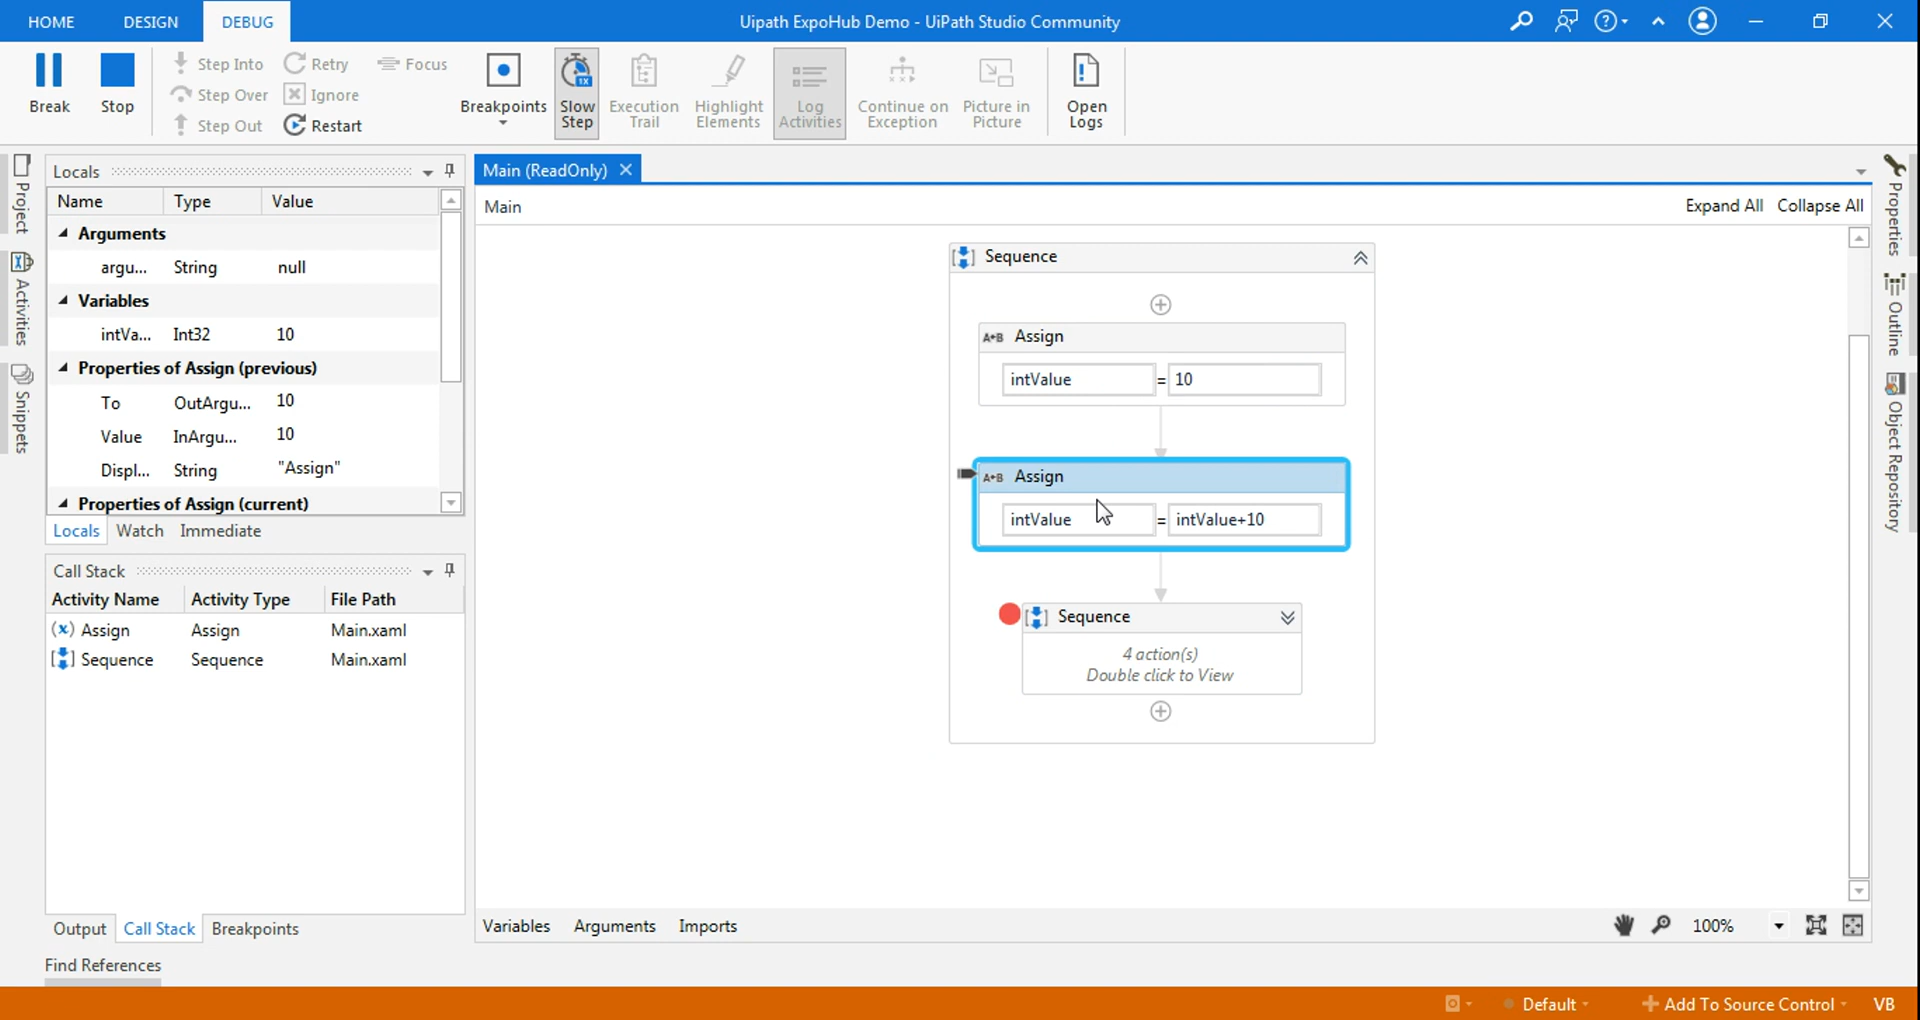 HOME DESIGN DEBUG Uipath ExpoHub Demo - UiPath Studio Community
Break
Stop
Step Into
Step Over
Step Out
Retry
Ignore
Restart
Focus
Breakpoints
Slow
Step
1X
Execution
Trail
Highlight
Elements
Log
Activities
Continue on
Exception
Picture in
Picture
Open
Logs
Project
Activities
Snippets
Locals
Name Type Value
Arguments
argu... String null
Variables
intVa... Int32 10
Properties of Assign (previous)
To OutArgu... 10
Value InArgu... 10
Displ... String "Assign"
Properties of Assign (current)
Locals Watch Immediate
Call Stack
Activity Name Activity Type File Path
(x) Assign Assign Main.xaml
Sequence Sequence Main.xaml
Output Call Stack Breakpoints
Find References
Main (ReadOnly)
Main Expand All Collapse All
Sequence
A+B Assign
intValue = 10
A+B Assign
intValue = intValue+10
Sequence
4 action(s)
Double click to View
Variables Arguments Imports 100%
Properties
Outline
Object Repository
Default Add To Source Control VB